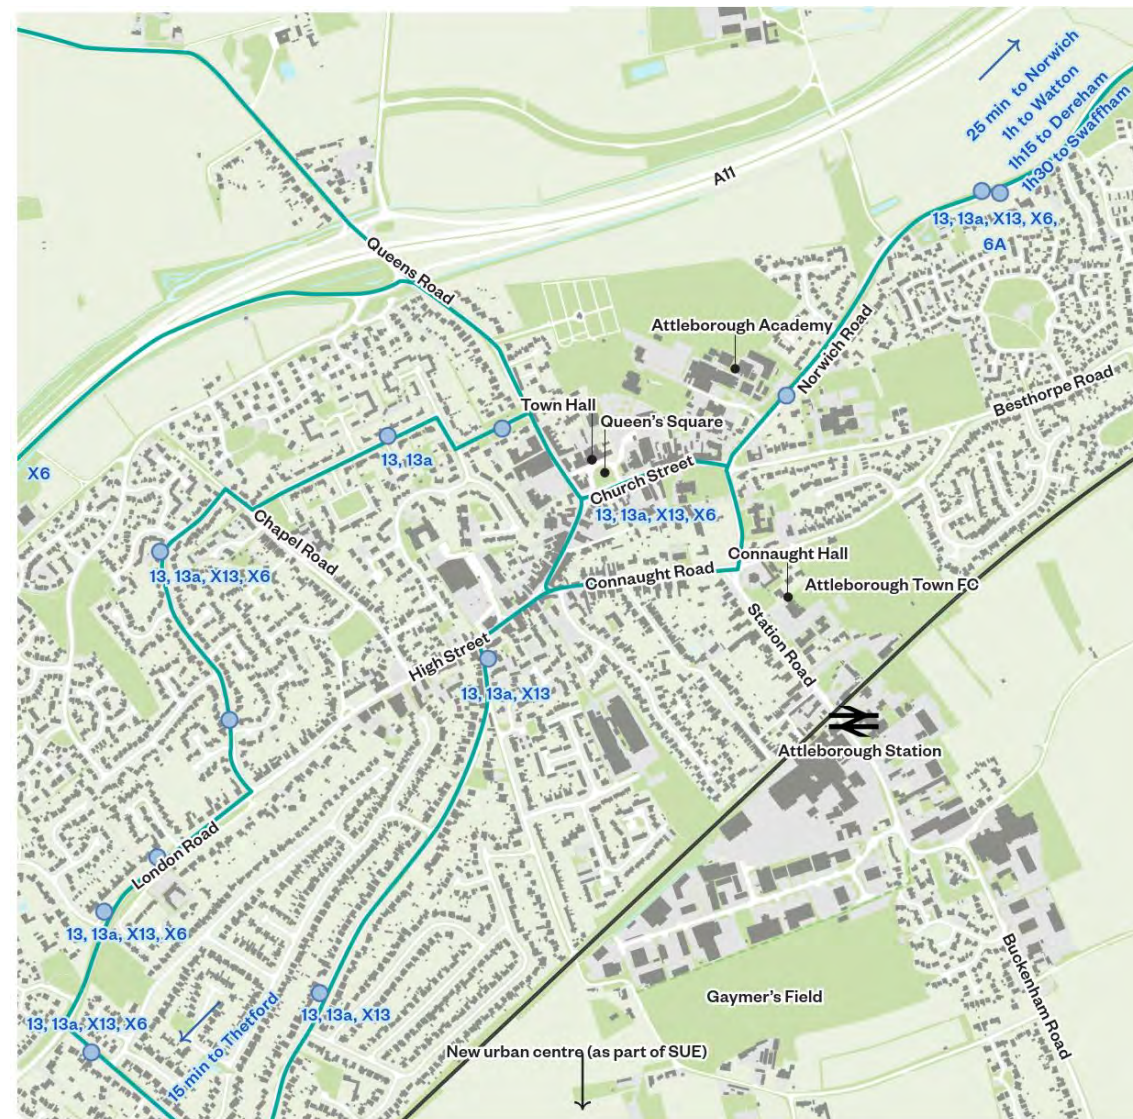 25 min to Norwich
1h to Watton
1h15 to Dereham
1h30 to Swaffham
A11
13, 13a, X13, X6,
6A
Queens Road
Attleborough Academy
Norwich Road
Besthorpe Road
Town Hall
Queen's Square
X6
13, 13a
Church Street
13, 13a, X13, X6
Chapel Road
13, 13a, X13, X6
Connaught Hall
Connaught Road
Attleborough Town FC
Station Road
High Street
13, 13a, X13
Attleborough Station
London Road
13, 13a, X13, X6
Buckenham Road
Gaymer's Field
13, 13a, X13, X6
13, 13a, X13
15 min to Thetford
New urban centre (as part of SUE)